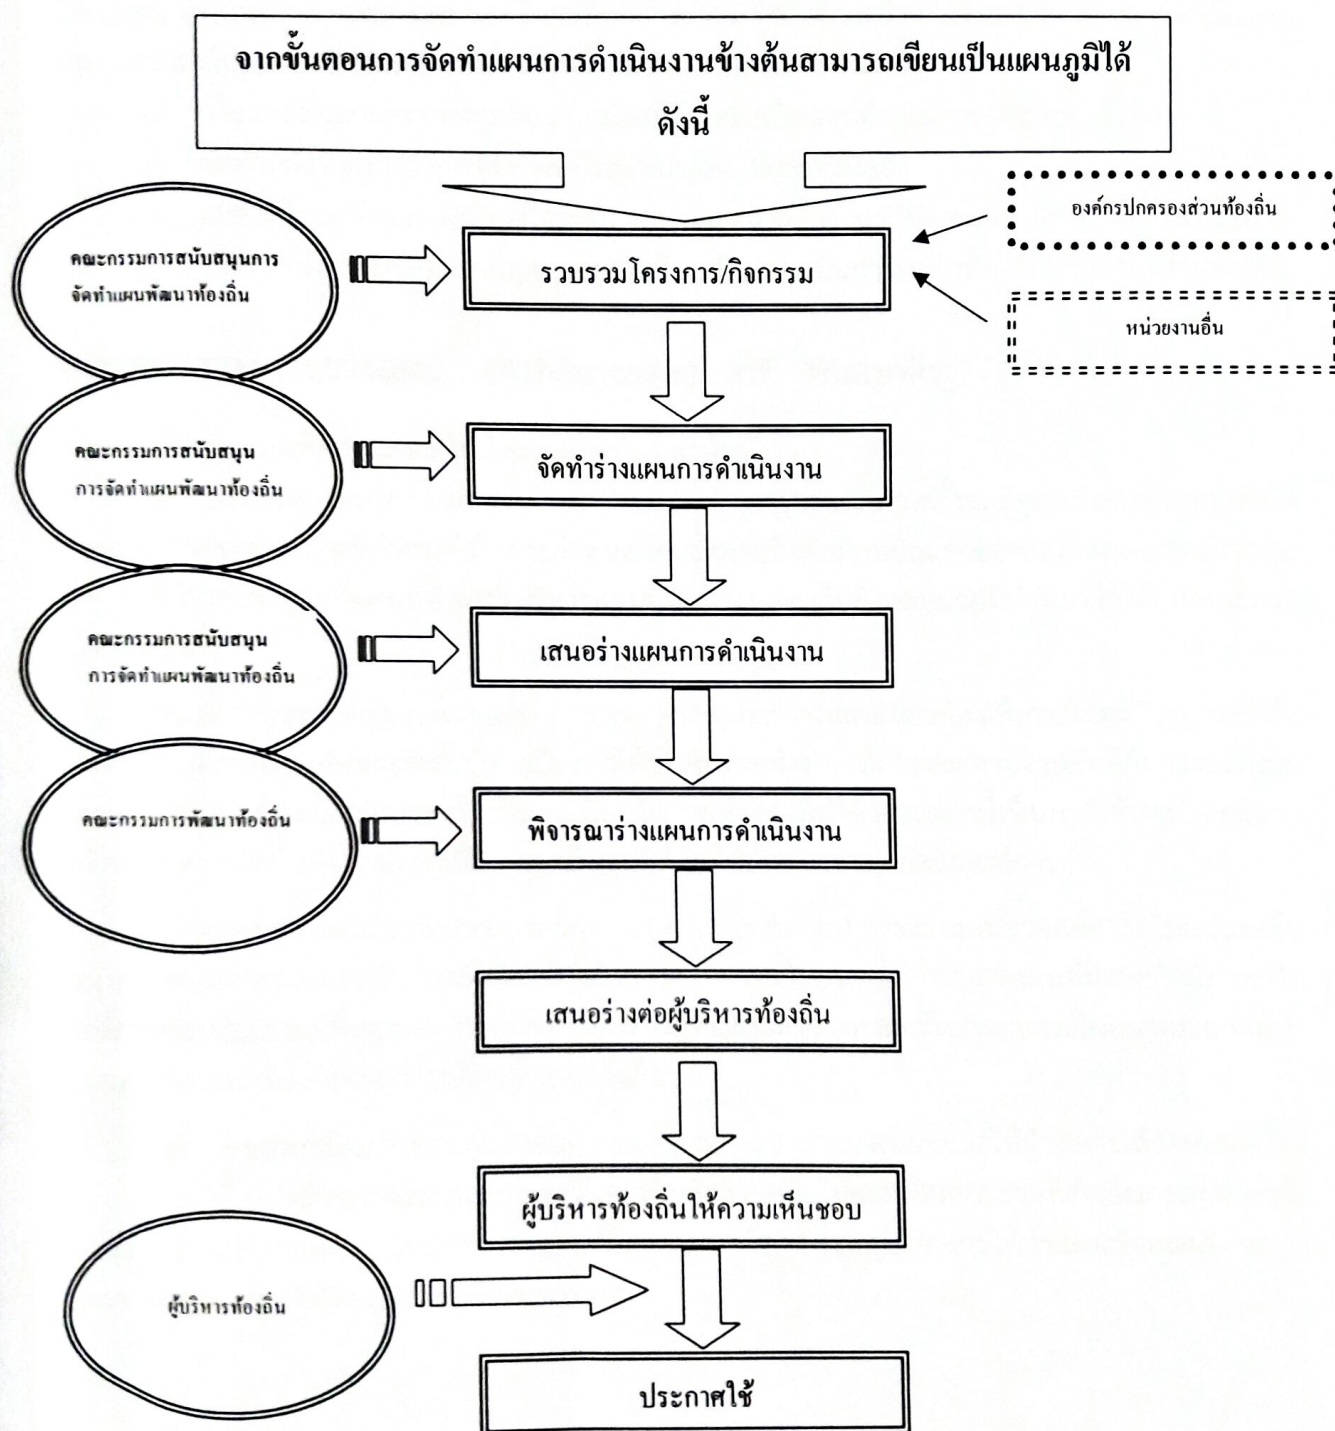 จากขั้นตอนการจัดทำแผนการดำเนินงานข้างต้นสามารถเขียนเป็นแผนภูมิได้
ดังนี้
องค์กรปกครองส่วนท้องถิ่น
คณะกรรมการสนับสนุนการ
จัดทำแผนพัฒนาท้องถิ่น
รวบรวมโครงการ/กิจกรรม
หน่วยงานอื่น
คณะกรรมการสนับสนุน
การจัดทำแผนพัฒนาท้องถิ่น
จัดทำร่างแผนการดำเนินงาน
คณะกรรมการสนับสนุน
การจัดทำแผนพัฒนาท้องถิ่น
เสนอร่างแผนการดำเนินงาน
คณะกรรมการพัฒนาท้องถิ่น
พิจารณาร่างแผนการดำเนินงาน
เสนอร่างต่อผู้บริหารท้องถิ่น
ผู้บริหารท้องถิ่นให้ความเห็นชอบ
ผู้บริหารท้องถิ่น
ประกาศใช้